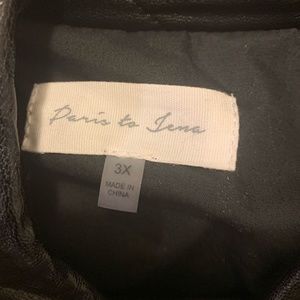 Paris to Jena
3X
MADE IN
CHINA